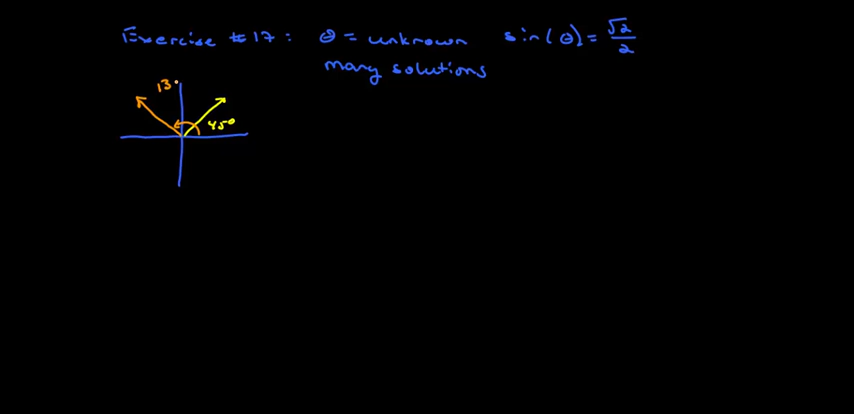 Exercise # 17 : θ = unknown sin(θ) = √2/2
many solutions
13
45°